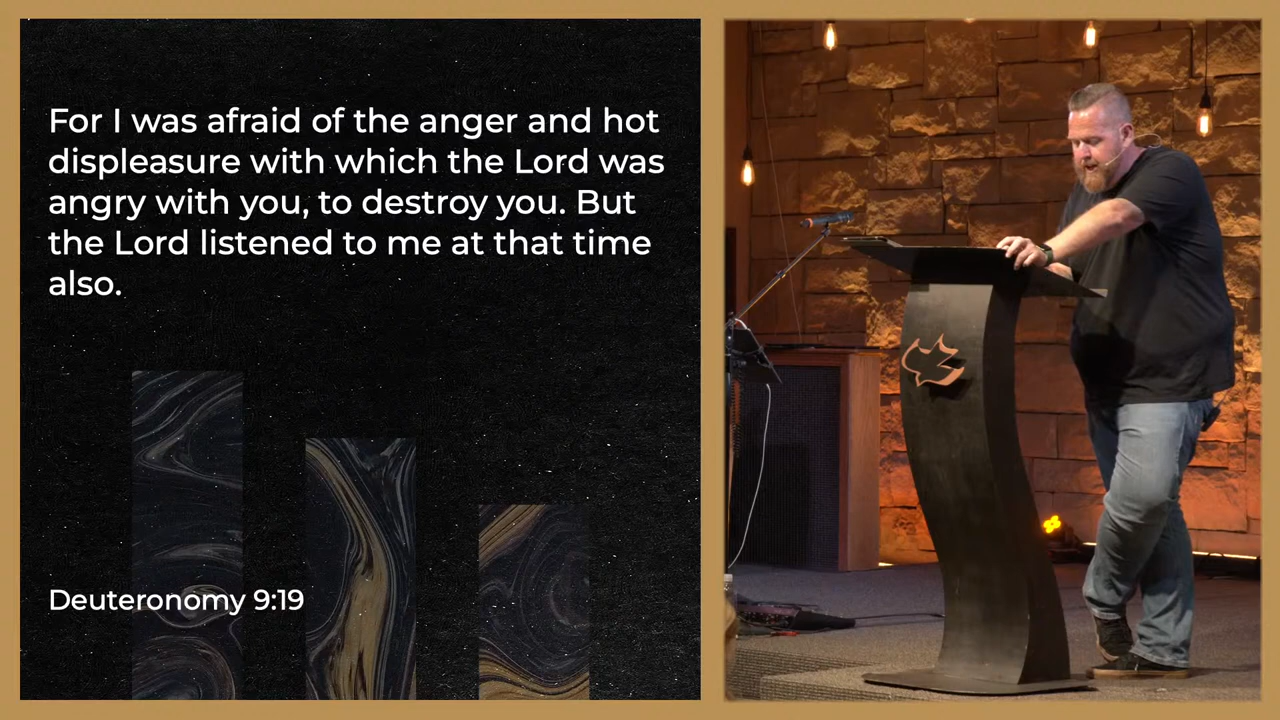 For I was afraid of the anger and hot
displeasure with which the Lord was
angry with you, to destroy you. But
the Lord listened to me at that time
also.
Deuteronomy 9:19